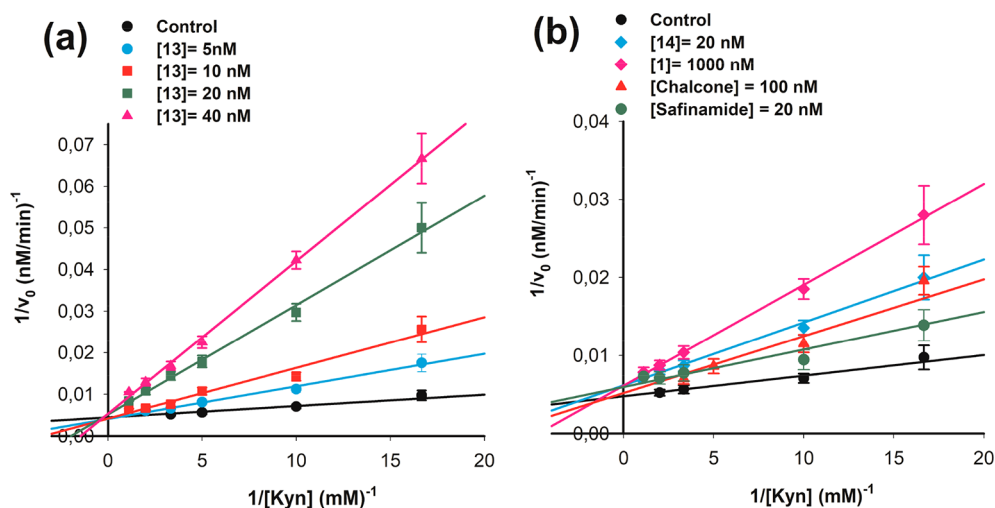 (a)
Control
[13]= 5nM
[13]= 10 nM
[13]= 20 nM
[13]= 40 nM
0,07
0,06
0,05
0,04
0,03
0,02
0,01
0,00
1/v₀ (nM/min)⁻¹
0
5
10
15
20
1/[Kyn] (mM)⁻¹
(b)
Control
[14]= 20 nM
[1]= 1000 nM
[Chalcone] = 100 nM
[Safinamide] = 20 nM
0,04
0,03
0,02
0,01
0,00
1/v₀ (nM/min)⁻¹
0
5
10
15
20
1/[Kyn] (mM)⁻¹